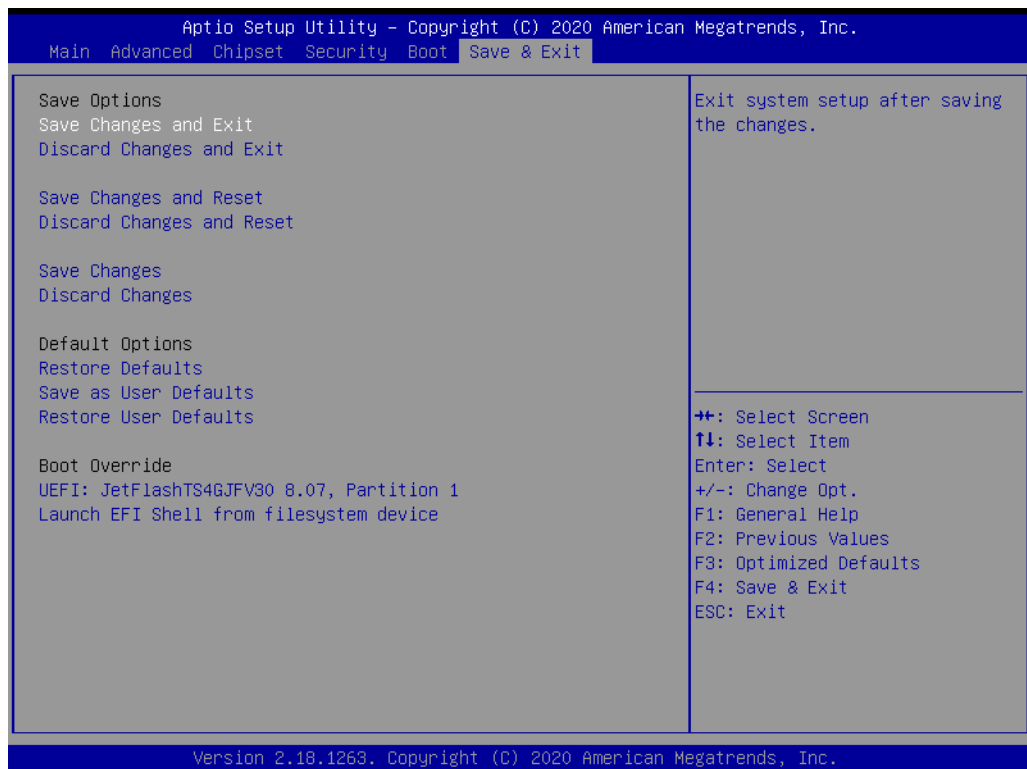 Aptio Setup Utility – Copyright (C) 2020 American Megatrends, Inc.
Main Advanced Chipset Security Boot Save & Exit
Save Options
Save Changes and Exit
Discard Changes and Exit
Save Changes and Reset
Discard Changes and Reset
Save Changes
Discard Changes
Default Options
Restore Defaults
Save as User Defaults
Restore User Defaults
Boot Override
UEFI: JetFlashTS4GJFV30 8.07, Partition 1
Launch EFI Shell from filesystem device
Exit system setup after saving
the changes.
→←: Select Screen
↑↓: Select Item
Enter: Select
+/-: Change Opt.
F1: General Help
F2: Previous Values
F3: Optimized Defaults
F4: Save & Exit
ESC: Exit
Version 2.18.1263. Copyright (C) 2020 American Megatrends, Inc.